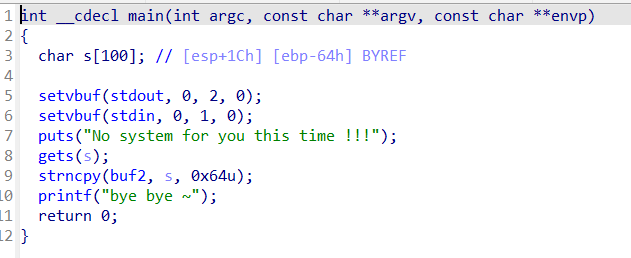 1 int __cdecl main(int argc, const char **argv, const char **envp)
2 {
3 char s[100]; // [esp+1Ch] [ebp-64h] BYREF
4
5 setvbuf(stdout, 0, 2, 0);
6 setvbuf(stdin, 0, 1, 0);
7 puts("No system for you this time !!!");
8 gets(s);
9 strncpy(buf2, s, 0x64u);
10 printf("bye bye ~");
11 return 0;
12 }